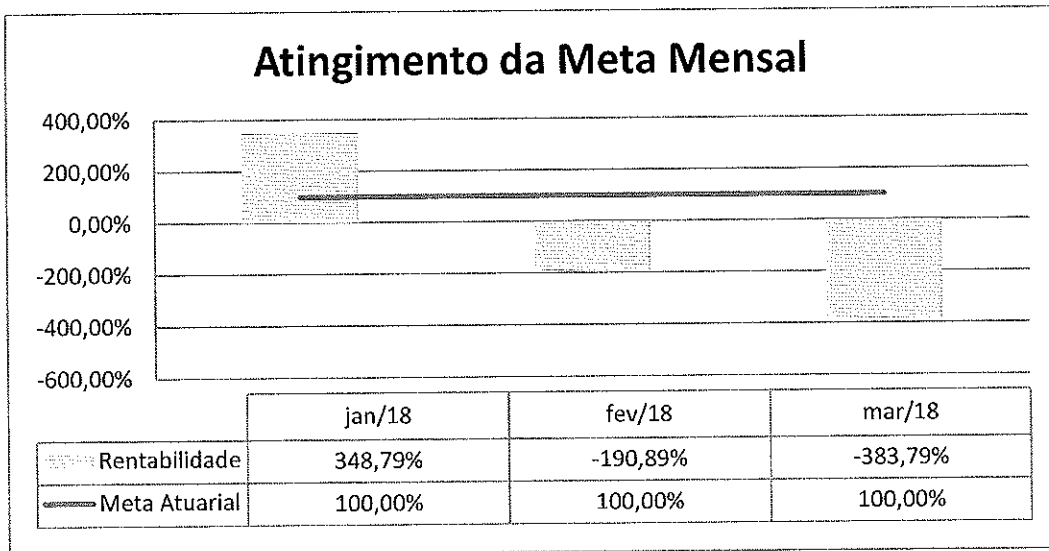 Atingimento da Meta Mensal
400,00%
200,00%
0,00%
-200,00%
-400,00%
-600,00%
jan/18 fev/18 mar/18
Rentabilidade 348,79% -190,89% -383,79%
Meta Atuarial 100,00% 100,00% 100,00%